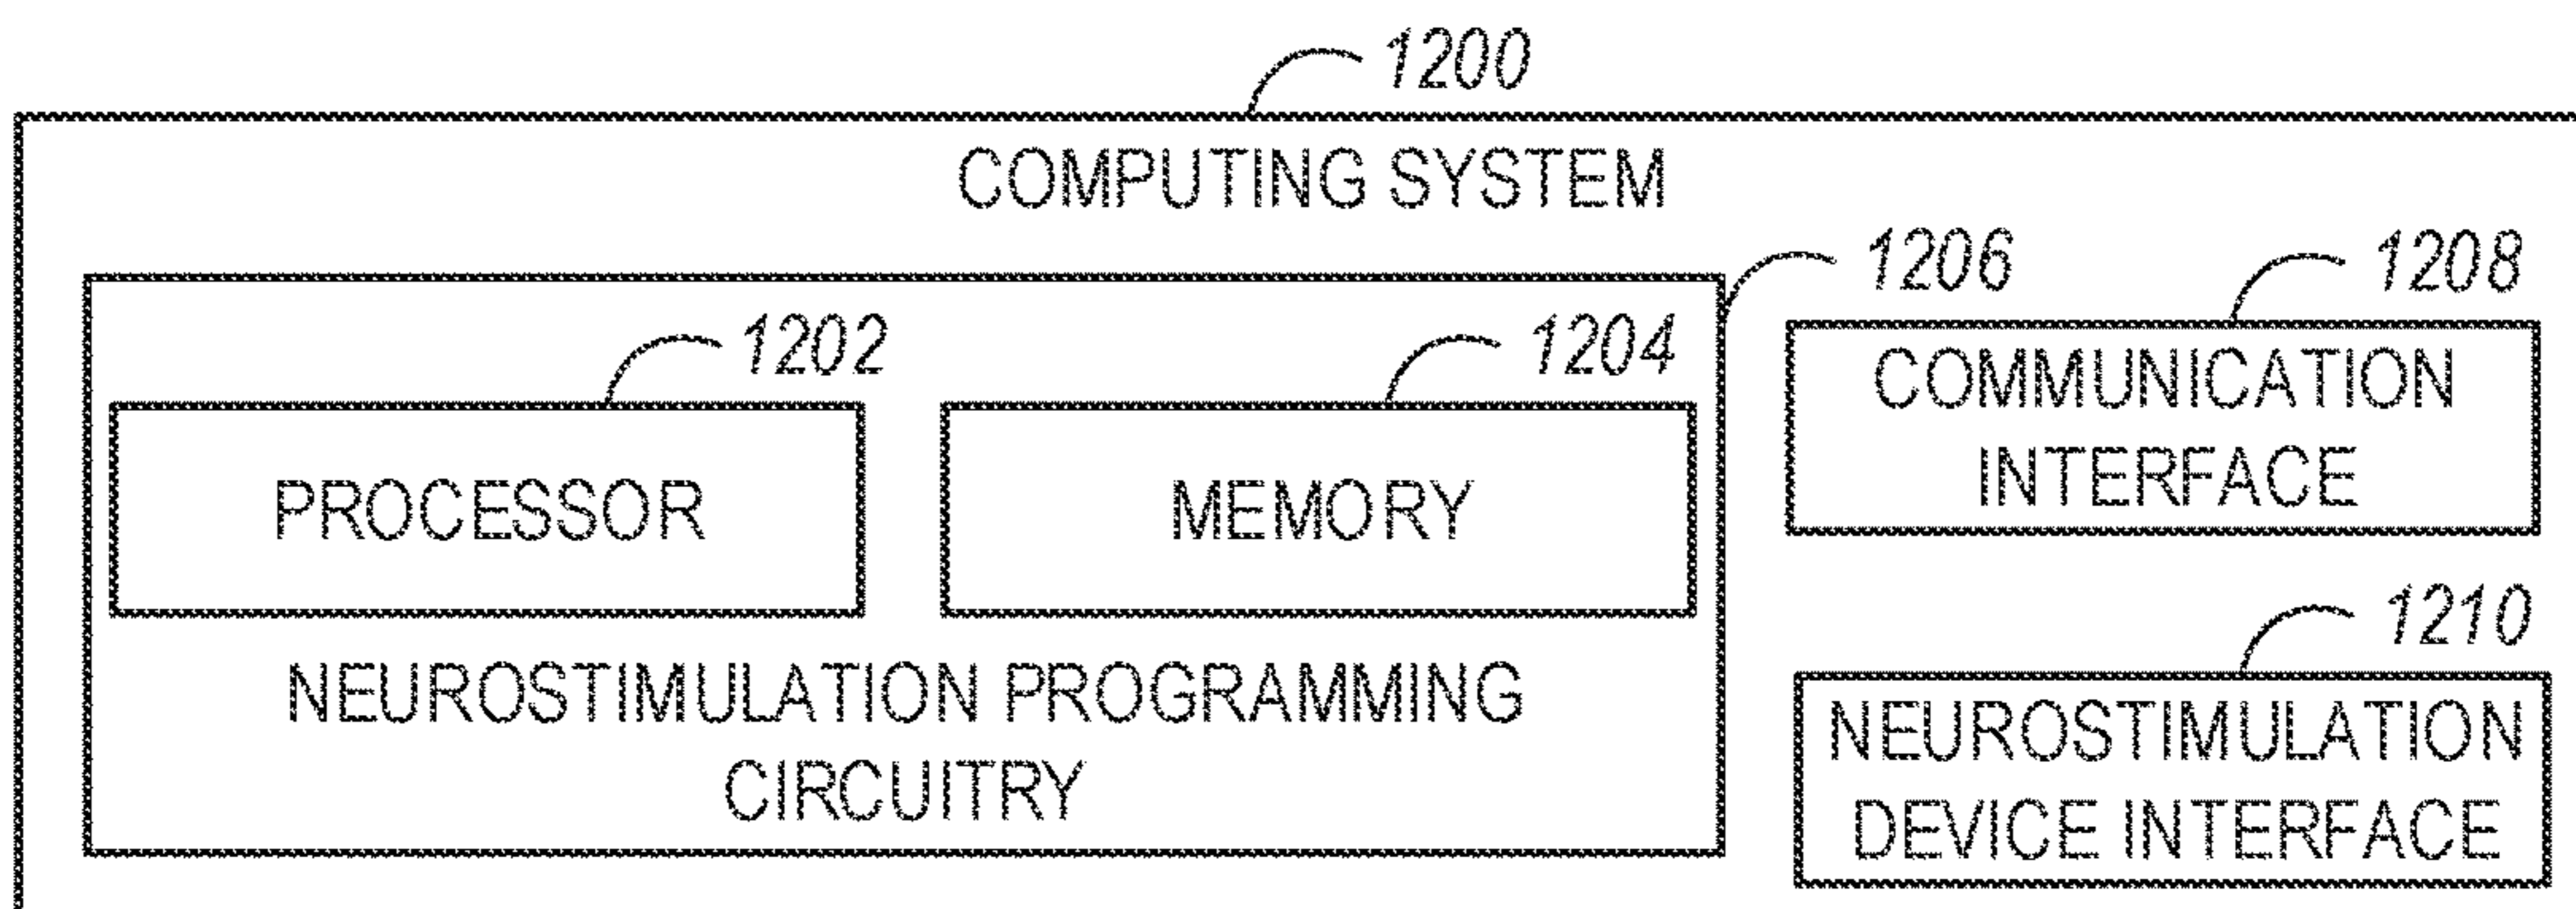 1200
COMPUTING SYSTEM
1206
1208
1202
1204
COMMUNICATION
INTERFACE
PROCESSOR
MEMORY
1210
NEUROSTIMULATION PROGRAMMING
CIRCUITRY
NEUROSTIMULATION
DEVICE INTERFACE